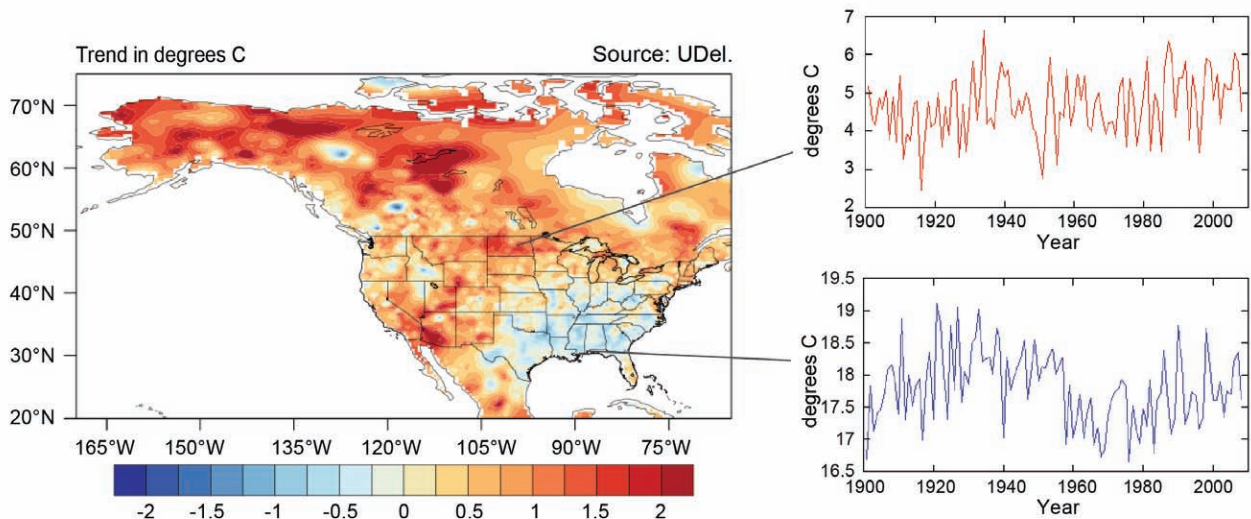 Trend in degrees C Source: UDel.
70°N
60°N
50°N
40°N
30°N
20°N
165°W 150°W 135°W 120°W 105°W 90°W 75°W
-2 -1.5 -1 -0.5 0 0.5 1 1.5 2
degrees C
7
6
5
4
3
2
1900 1920 1940 1960 1980 2000
Year
degrees C
19.5
19
18.5
18
17.5
17
16.5
1900 1920 1940 1960 1980 2000
Year